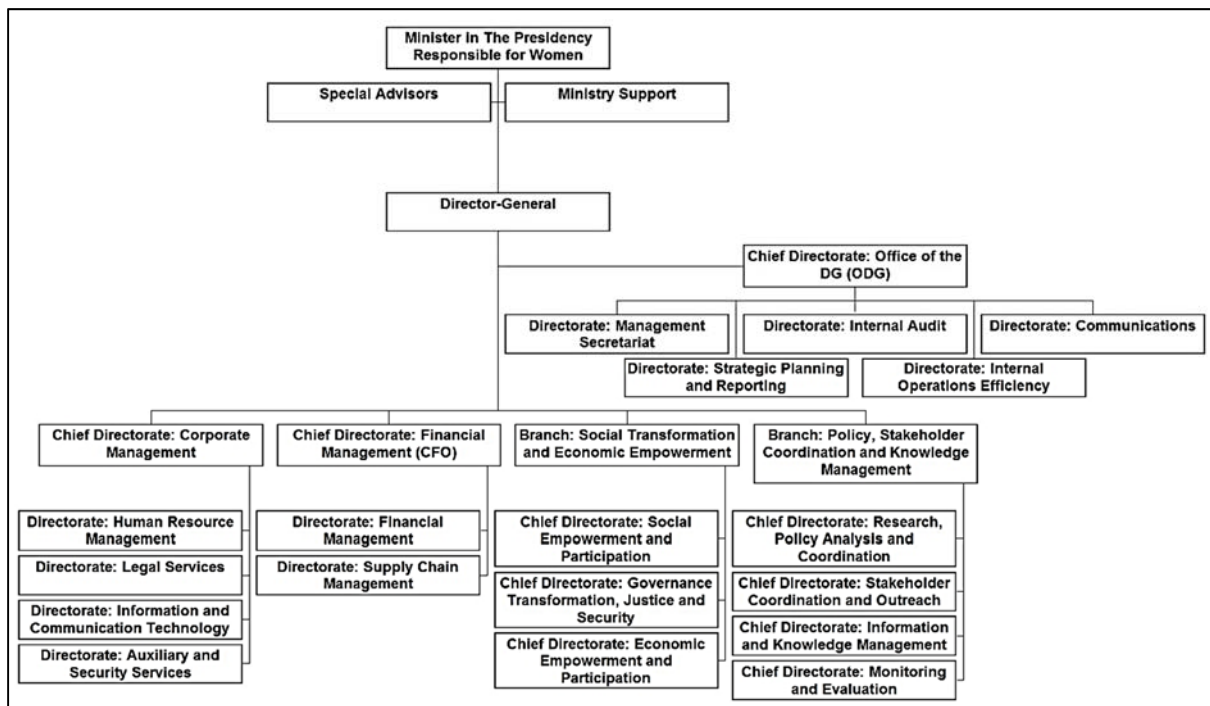 Minister in The Presidency
Responsible for Women
Special Advisors
Ministry Support
Director-General
Chief Directorate: Office of the
DG (ODG)
Directorate: Management
Secretariat
Directorate: Internal Audit
Directorate: Communications
Directorate: Strategic Planning
and Reporting
Directorate: Internal
Operations Efficiency
Chief Directorate: Corporate
Management
Chief Directorate: Financial
Management (CFO)
Branch: Social Transformation
and Economic Empowerment
Branch: Policy, Stakeholder
Coordination and Knowledge
Management
Directorate: Human Resource
Management
Directorate: Legal Services
Directorate: Information and
Communication Technology
Directorate: Auxiliary and
Security Services
Directorate: Financial
Management
Directorate: Supply Chain
Management
Chief Directorate: Social
Empowerment and
Participation
Chief Directorate: Governance
Transformation, Justice and
Security
Chief Directorate: Economic
Empowerment and
Participation
Chief Directorate: Research,
Policy Analysis and
Coordination
Chief Directorate: Stakeholder
Coordination and Outreach
Chief Directorate: Information
and Knowledge Management
Chief Directorate: Monitoring
and Evaluation